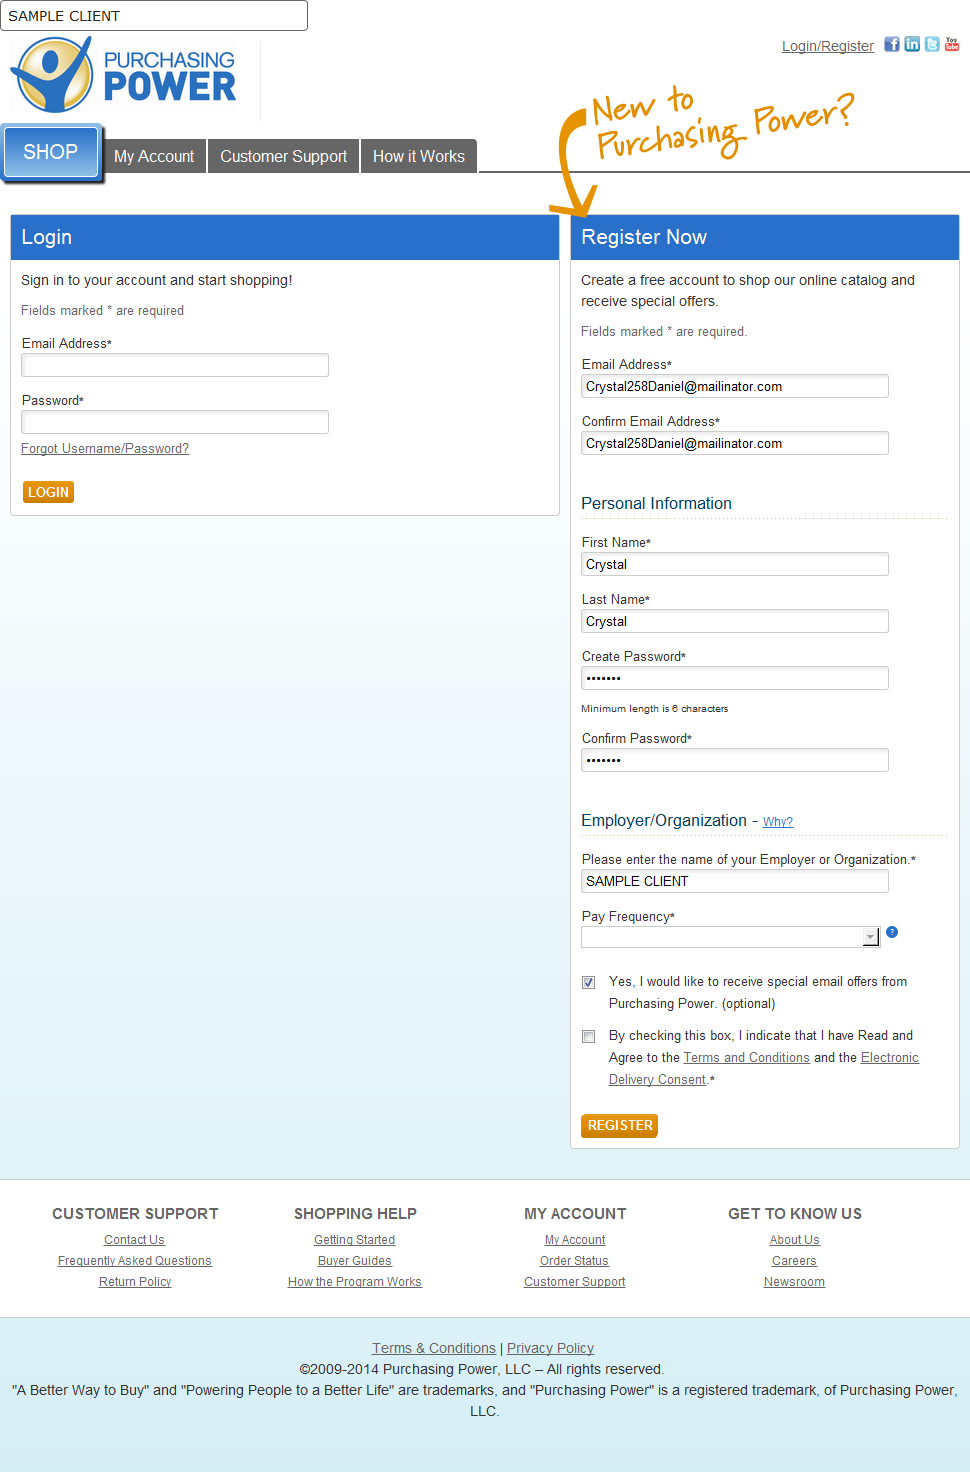 SAMPLE CLIENT
PURCHASING
POWER
Login/Register
You
Tube
New to
Purchasing Power?
SHOP
My Account
Customer Support
How it Works
Login
Sign in to your account and start shopping!
Fields marked * are required
Email Address*
Password*
Forgot Username/Password?
LOGIN
Register Now
Create a free account to shop our online catalog and
receive special offers.
Fields marked * are required.
Email Address*
Crystal258Daniel@mailinator.com
Confirm Email Address*
Crystal258Daniel@mailinator.com
Personal Information
First Name*
Crystal
Last Name*
Crystal
Create Password*
•••••••
Minimum length is 6 characters
Confirm Password*
•••••••
Employer/Organization - Why?
Please enter the name of your Employer or Organization.*
SAMPLE CLIENT
Pay Frequency*
?
Yes, I would like to receive special email offers from
Purchasing Power. (optional)
By checking this box, I indicate that I have Read and
Agree to the Terms and Conditions and the Electronic
Delivery Consent.*
REGISTER
CUSTOMER SUPPORT
Contact Us
Frequently Asked Questions
Return Policy
SHOPPING HELP
Getting Started
Buyer Guides
How the Program Works
MY ACCOUNT
My Account
Order Status
Customer Support
GET TO KNOW US
About Us
Careers
Newsroom
Terms & Conditions | Privacy Policy
©2009-2014 Purchasing Power, LLC – All rights reserved.
"A Better Way to Buy" and "Powering People to a Better Life" are trademarks, and "Purchasing Power" is a registered trademark, of Purchasing Power,
LLC.